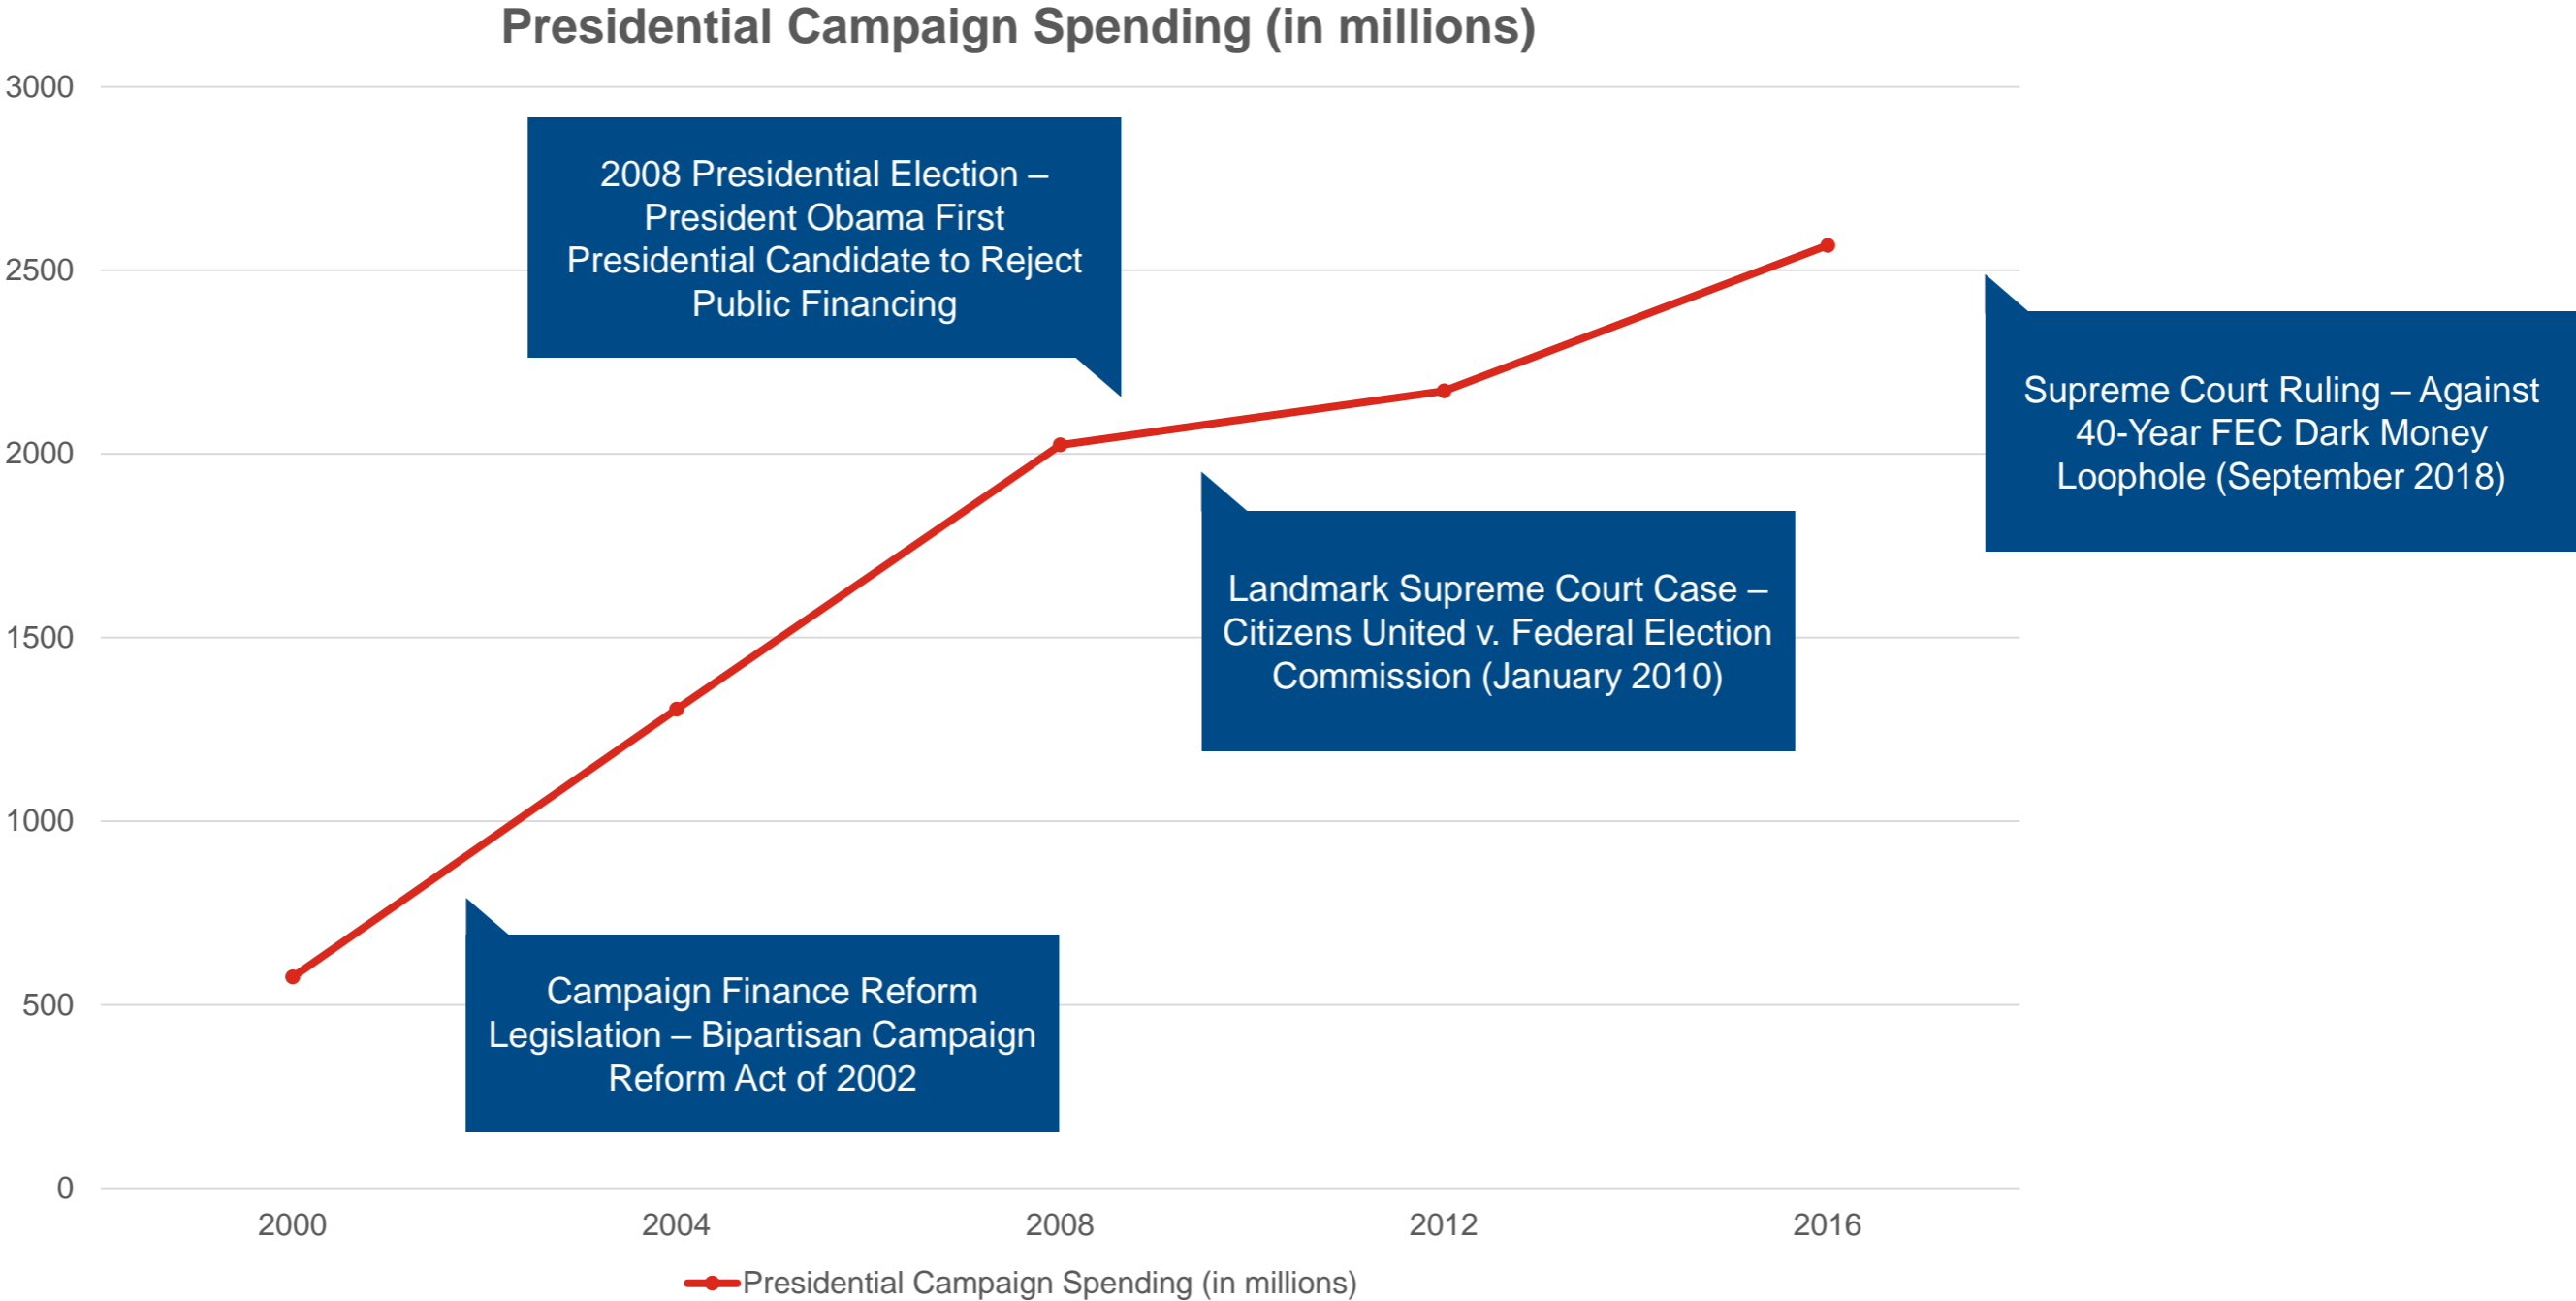 Presidential Campaign Spending (in millions)
3000
2500
2000
1500
1000
500
0
2008 Presidential Election –
President Obama First
Presidential Candidate to Reject
Public Financing
Supreme Court Ruling – Against
40-Year FEC Dark Money
Loophole (September 2018)
Landmark Supreme Court Case –
Citizens United v. Federal Election
Commission (January 2010)
Campaign Finance Reform
Legislation – Bipartisan Campaign
Reform Act of 2002
2000 2004 2008 2012 2016
Presidential Campaign Spending (in millions)